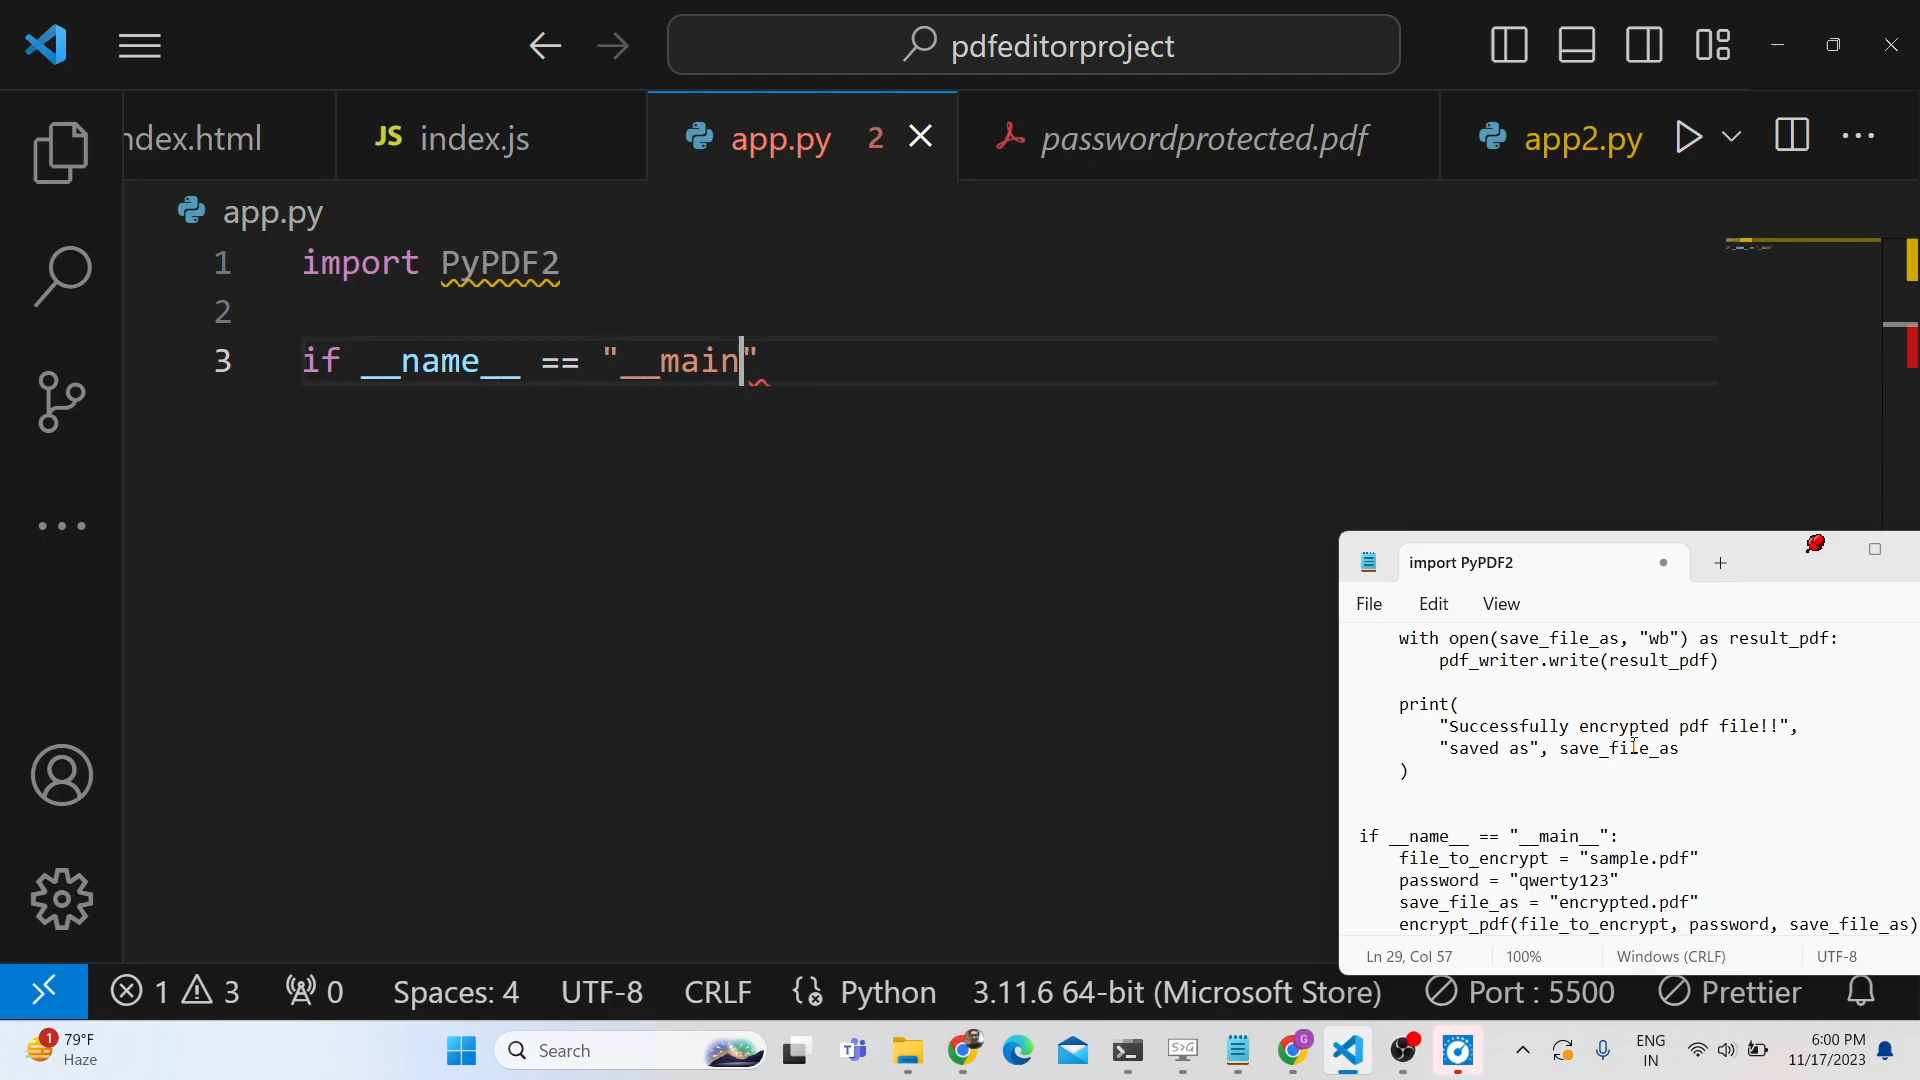 pdfeditorproject
ndex.html
JS index.js
app.py 2
passwordprotected.pdf
app2.py
app.py
1 import PyPDF2
2
3 if __name__ == "__main"
import PyPDF2
File Edit View
with open(save_file_as, "wb") as result_pdf:
pdf_writer.write(result_pdf)
print(
"Successfully encrypted pdf file!!",
"saved as", save_file_as
)
if __name__ == "__main__":
file_to_encrypt = "sample.pdf"
password = "qwerty123"
save_file_as = "encrypted.pdf"
encrypt_pdf(file_to_encrypt, password, save_file_as)
Ln 29, Col 57 100% Windows (CRLF) UTF-8
1 3 0 Spaces: 4 UTF-8 CRLF Python 3.11.6 64-bit (Microsoft Store) Port : 5500 Prettier
1 79°F
Haze
Search
G
ENG
IN
6:00 PM
11/17/2023